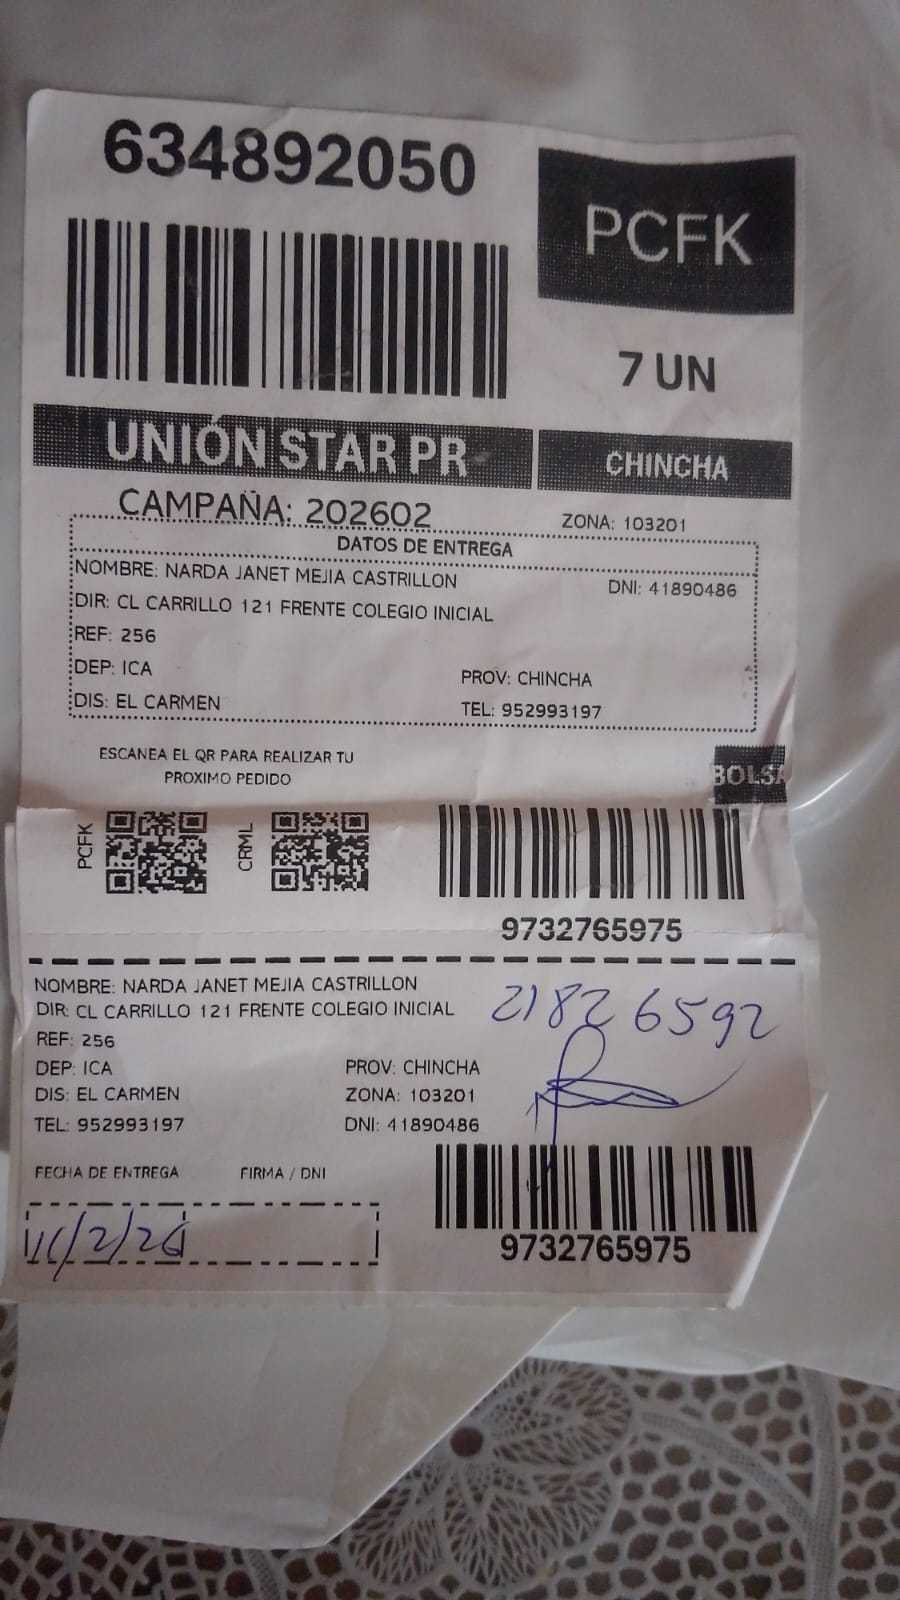 634892050
PCFK
7 UN
UNIÓN STAR PR
CHINCHA
CAMPAÑA: 202602
ZONA: 103201
DATOS DE ENTREGA
NOMBRE: NARDA JANET MEJIA CASTRILLON
DNI: 41890486
DIR: CL CARRILLO 121 FRENTE COLEGIO INICIAL
REF: 256
DEP: ICA
PROV: CHINCHA
DIS: EL CARMEN
TEL: 952993197
ESCANEA EL QR PARA REALIZAR TU
PROXIMO PEDIDO
BOLSA
PCFK
CRML
9732765975
NOMBRE: NARDA JANET MEJIA CASTRILLON
DIR: CL CARRILLO 121 FRENTE COLEGIO INICIAL
21826592
REF: 256
DEP: ICA
PROV: CHINCHA
DIS: EL CARMEN
ZONA: 103201
TEL: 952993197
DNI: 41890486
FECHA DE ENTREGA
FIRMA / DNI
9732765975